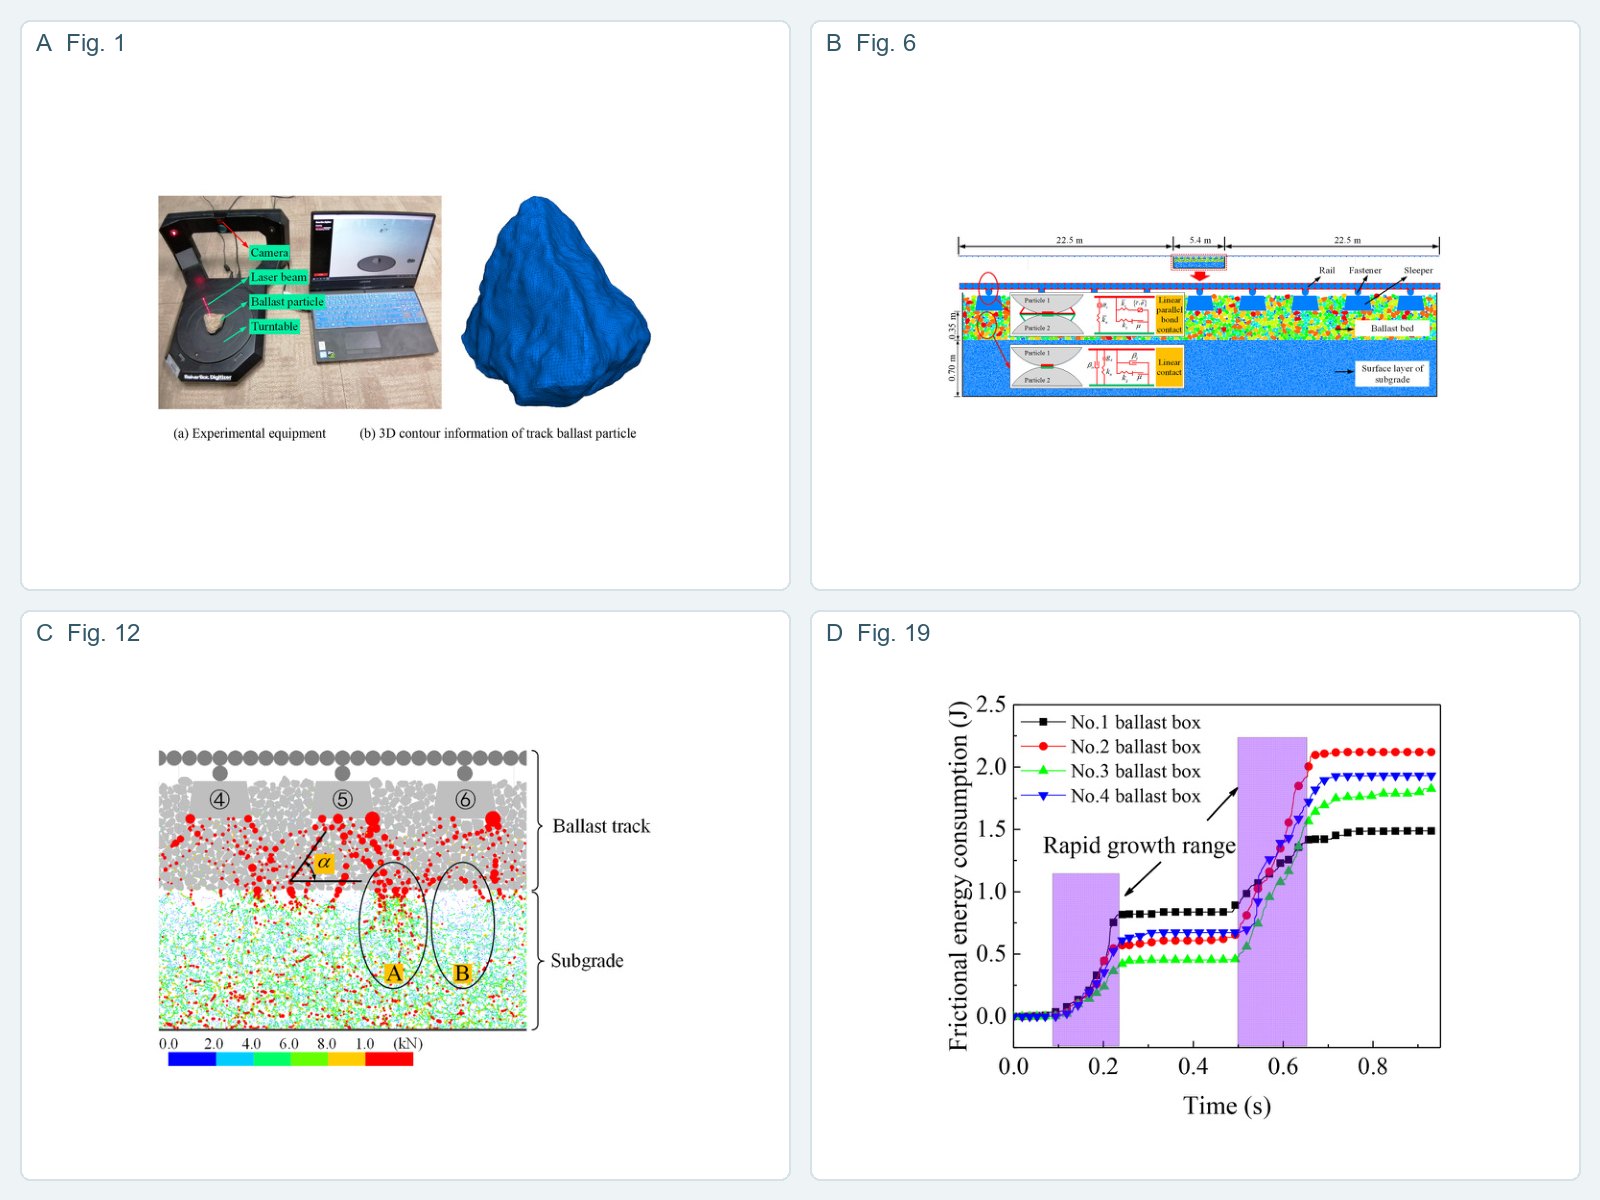 A Fig. 1
Camera
Laser beam
Ballast particle
Turntable
MakerBot Digitizer
(a) Experimental equipment (b) 3D contour information of track ballast particle
B Fig. 6
22.5 m 5.4 m 22.5 m
Rail Fastener Sleeper
Particle 1
Particle 2
Linear
parallel
bond
contact
0.35 m
Ballast bed
Particle 1
Particle 2
Linear
contact
0.70 m
Surface layer of
subgrade
C Fig. 12
④ ⑤ ⑥
Ballast track
α
A B
Subgrade
0.0 2.0 4.0 6.0 8.0 1.0 (kN)
D Fig. 19
Frictional energy consumption (J)
2.5
2.0
1.5
1.0
0.5
0.0
No.1 ballast box
No.2 ballast box
No.3 ballast box
No.4 ballast box
Rapid growth range
0.0 0.2 0.4 0.6 0.8
Time (s)